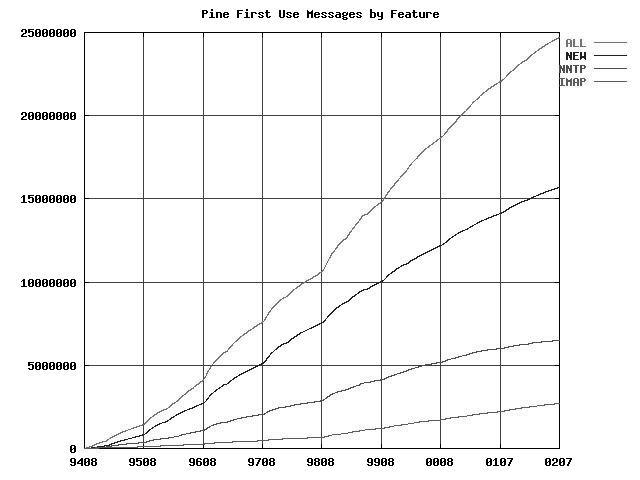 Pine First Use Messages by Feature
25000000
ALL
NEW
NNTP
IMAP
20000000
15000000
10000000
5000000
0
9408 9508 9608 9708 9808 9908 0008 0107 0207